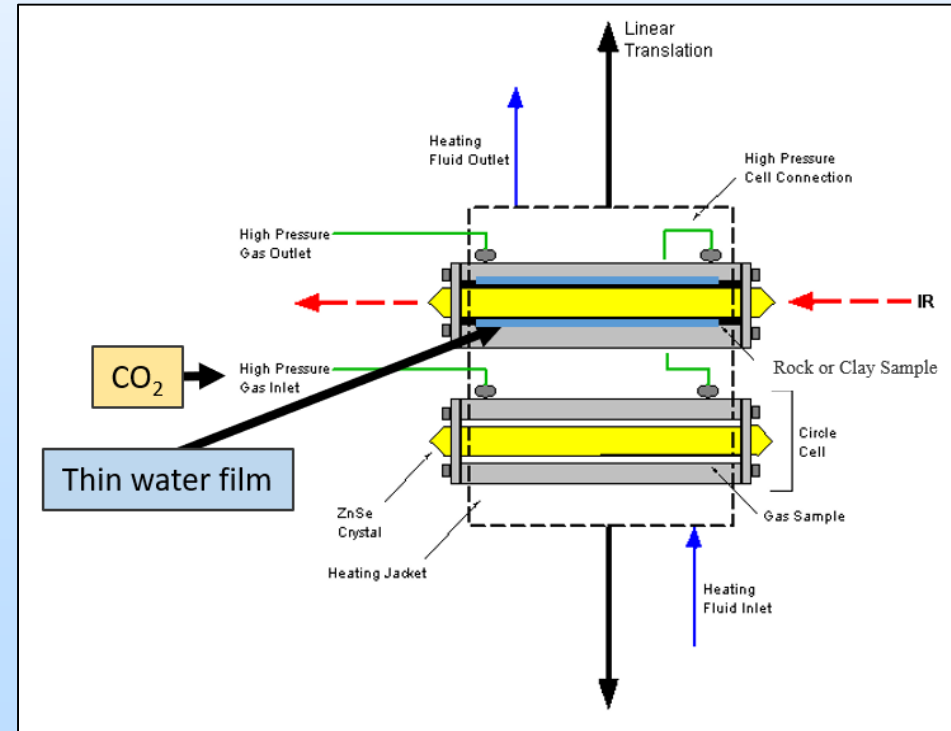 Linear
Translation
Heating
Fluid Outlet
High Pressure
Cell Connection
High Pressure
Gas Outlet
IR
Rock or Clay Sample
CO₂
High Pressure
Gas Inlet
Circle
Cell
Thin water film
ZnSe
Crystal
Gas Sample
Heating Jacket
Heating
Fluid Inlet